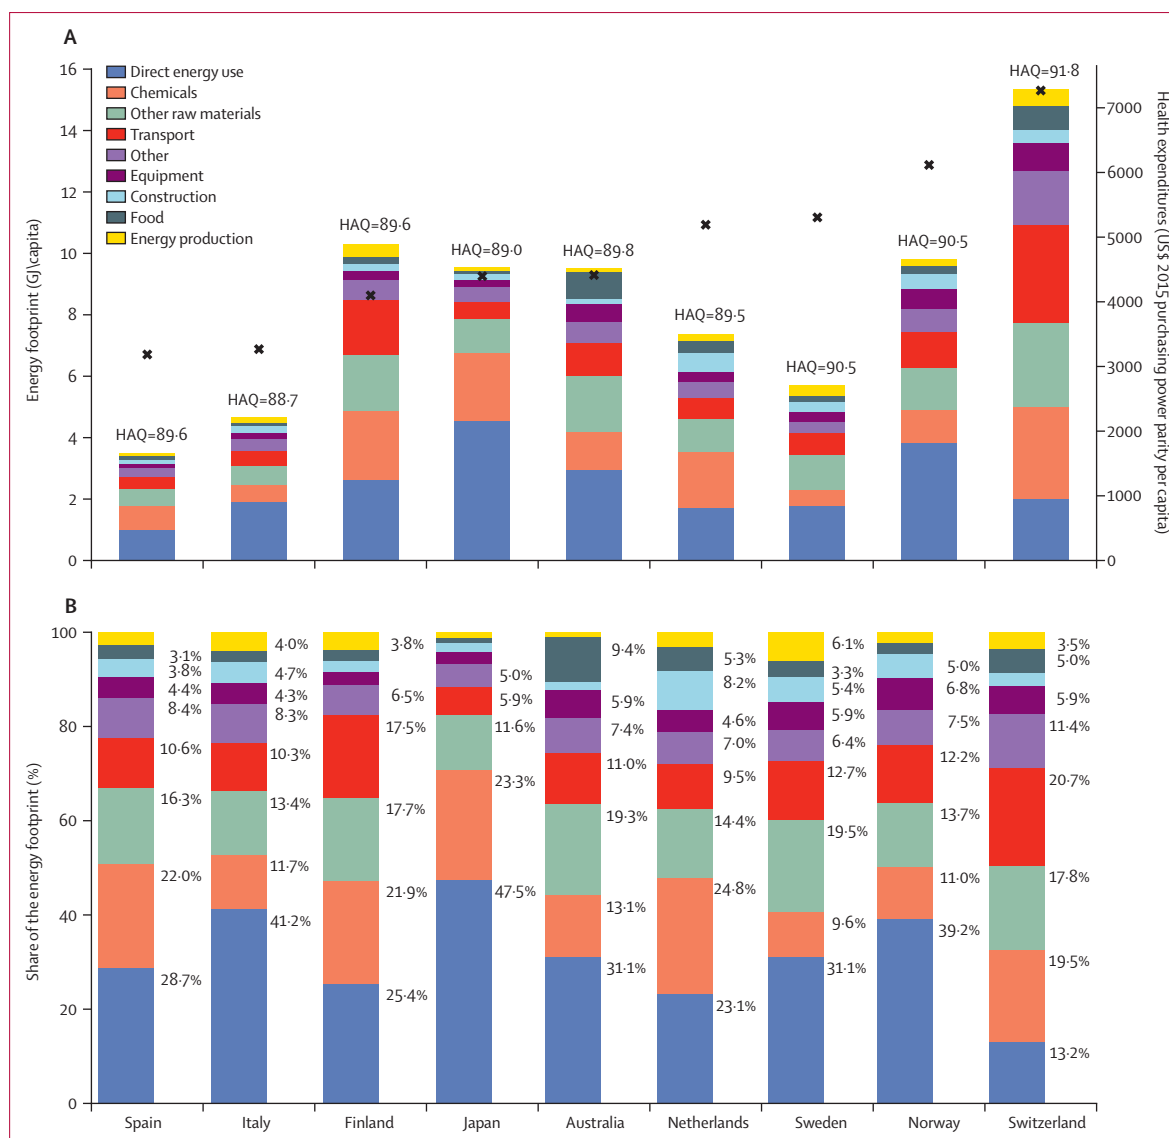 A
16
14
12
10
8
6
4
2
0
Energy footprint (GJ\capita)
Direct energy use
Chemicals
Other raw materials
Transport
Other
Equipment
Construction
Food
Energy production
HAQ=89·6
HAQ=88·7
HAQ=89·6
HAQ=89·0
HAQ=89·8
HAQ=89·5
HAQ=90·5
HAQ=90·5
HAQ=91·8
7000
6000
5000
4000
3000
2000
1000
0
Health expenditures (US$ 2015 purchasing power parity per capita)
B
100
80
60
40
20
0
Share of the energy footprint (%)
3·1%
3·8%
4·4%
8·4%
10·6%
16·3%
22·0%
28·7%
4·0%
4·7%
4·3%
8·3%
10·3%
13·4%
11·7%
41·2%
3·8%
6·5%
17·5%
17·7%
21·9%
25·4%
5·0%
5·9%
11·6%
23·3%
47·5%
9·4%
5·9%
7·4%
11·0%
19·3%
13·1%
31·1%
5·3%
8·2%
4·6%
7·0%
9·5%
14·4%
24·8%
23·1%
6·1%
3·3%
5·4%
5·9%
6·4%
12·7%
19·5%
9·6%
31·1%
5·0%
6·8%
7·5%
12·2%
13·7%
11·0%
39·2%
3·5%
5·0%
5·9%
11·4%
20·7%
17·8%
19·5%
13·2%
Spain
Italy
Finland
Japan
Australia
Netherlands
Sweden
Norway
Switzerland